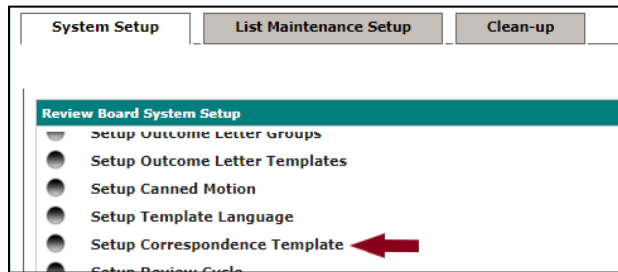 System Setup
List Maintenance Setup
Clean-up
Review Board System Setup
Setup Outcome Letter Groups
Setup Outcome Letter Templates
Setup Canned Motion
Setup Template Language
Setup Correspondence Template
Setup Review Cycle